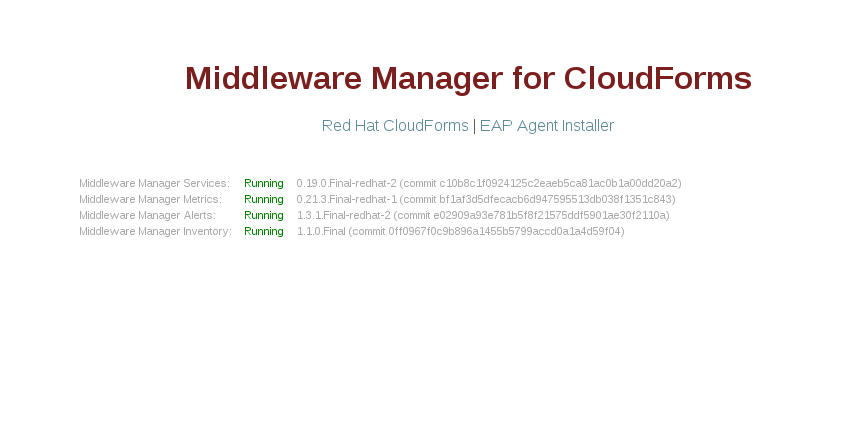 Middleware Manager for CloudForms
Red Hat CloudForms | EAP Agent Installer
Middleware Manager Services: Running 0.19.0.Final-redhat-2 (commit c10b8c1f0924125c2eaeb5ca81ac0b1a00dd20a2)
Middleware Manager Metrics: Running 0.21.3.Final-redhat-1 (commit bf1af3d5dfecacb6d947595513db038f1351c843)
Middleware Manager Alerts: Running 1.3.1.Final-redhat-2 (commit e02909a93e781b5f8f21575ddf5901ae30f2110a)
Middleware Manager Inventory: Running 1.1.0.Final (commit 0ff0967f0c9b896a1455b5799accd0a1a4d59f04)